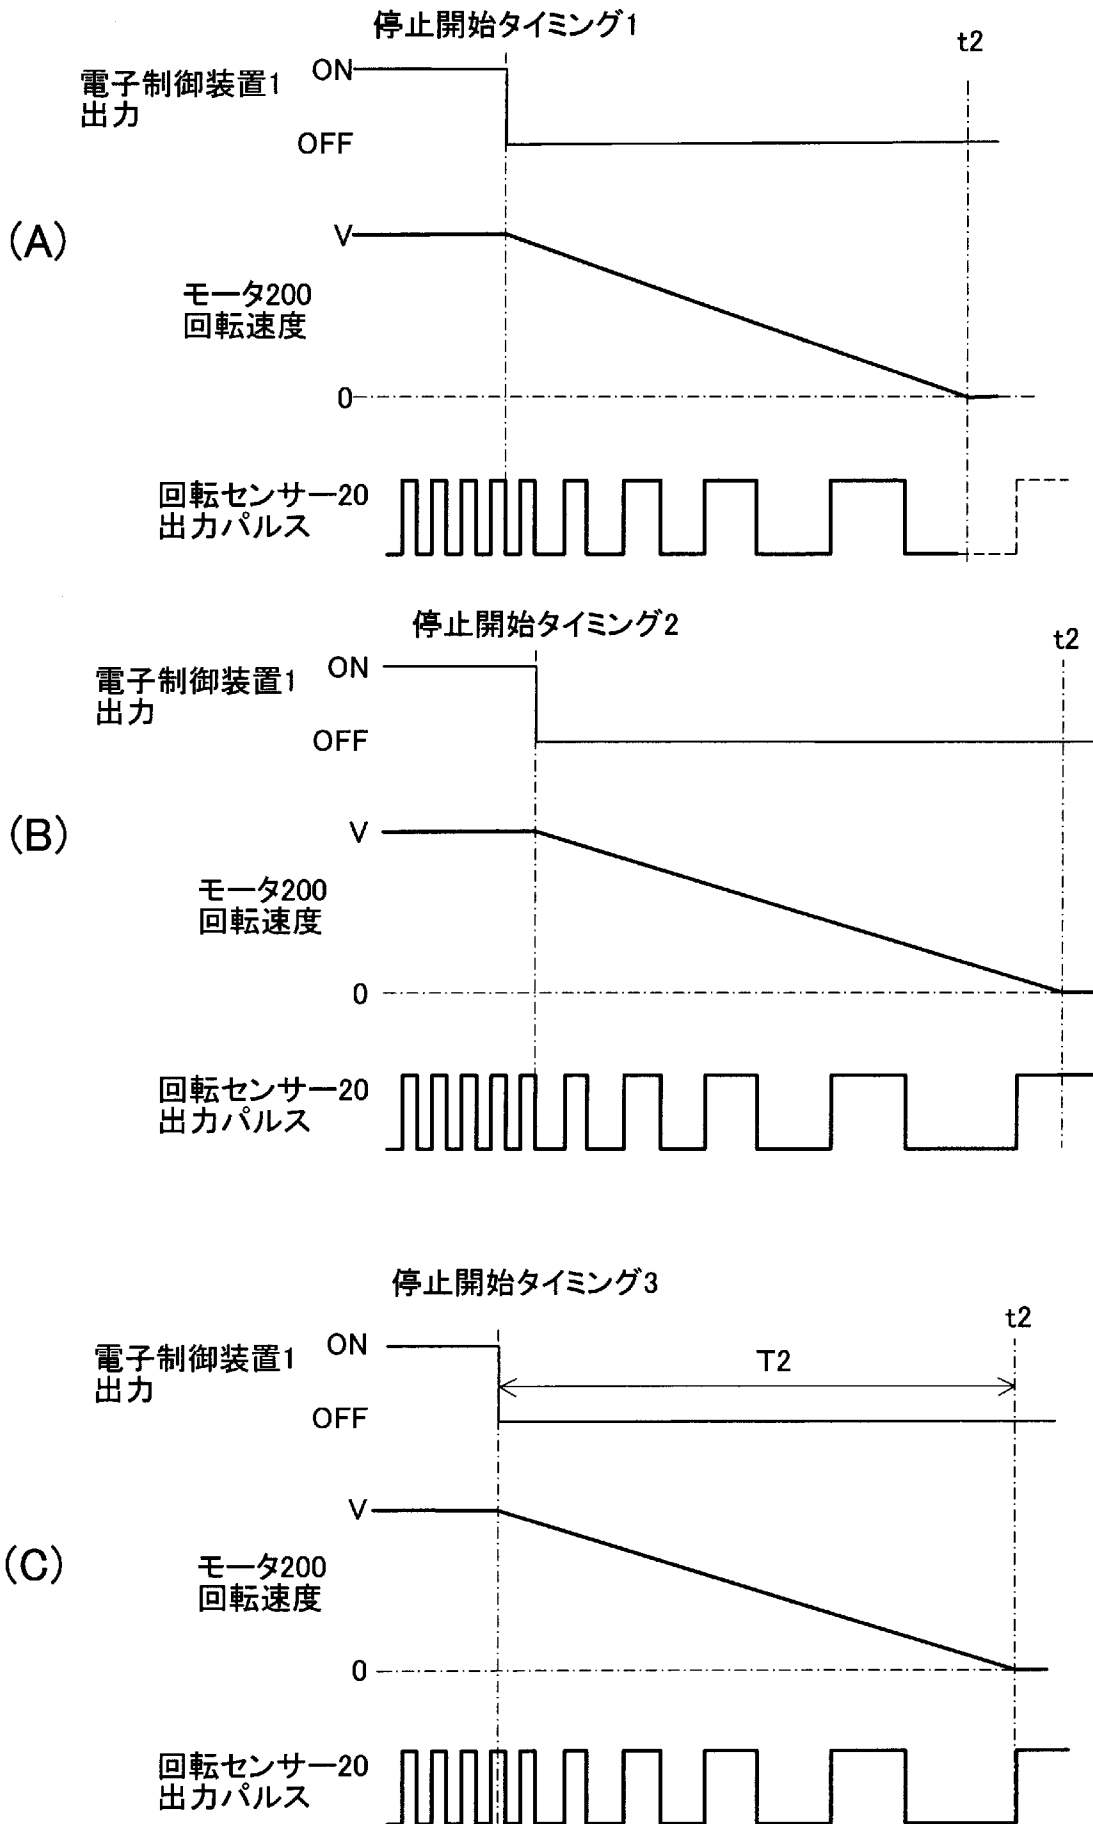 停止開始タイミング1
t2
電子制御装置1
出力
ON
OFF
(A)
V
モータ200
回転速度
0
回転センサー20
出力パルス
停止開始タイミング2
t2
電子制御装置1
出力
ON
OFF
(B)
V
モータ200
回転速度
0
回転センサー20
出力パルス
停止開始タイミング3
t2
電子制御装置1
出力
ON
T2
OFF
(C)
V
モータ200
回転速度
0
回転センサー20
出力パルス